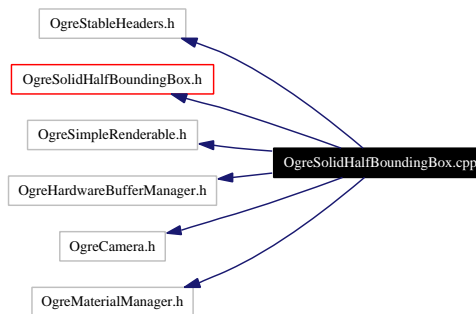 OgreStableHeaders.h
OgreSolidHalfBoundingBox.h
OgreSimpleRenderable.h
OgreSolidHalfBoundingBox.cpp
OgreHardwareBufferManager.h
OgreCamera.h
OgreMaterialManager.h